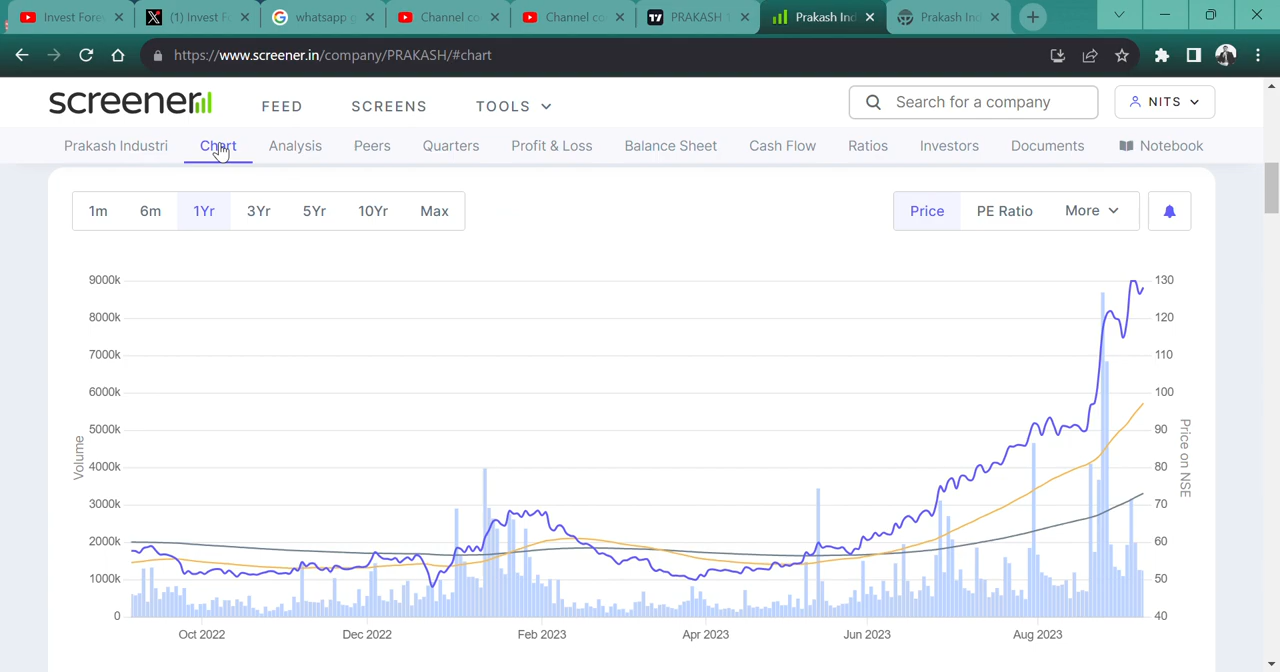 Invest Fore
(1) Invest F
whatsapp g
Channel co
Channel co
PRAKASH 1
Prakash Ind
Prakash Ind
https://www.screener.in/company/PRAKASH/#chart
screener
FEED
SCREENS
TOOLS
Search for a company
NITS
Prakash Industri
Chart
Analysis
Peers
Quarters
Profit & Loss
Balance Sheet
Cash Flow
Ratios
Investors
Documents
Notebook
1m
6m
1Yr
3Yr
5Yr
10Yr
Max
Price
PE Ratio
More
9000k
8000k
7000k
6000k
5000k
4000k
3000k
2000k
1000k
0
Volume
130
120
110
100
90
80
70
60
50
40
Price on NSE
Oct 2022
Dec 2022
Feb 2023
Apr 2023
Jun 2023
Aug 2023